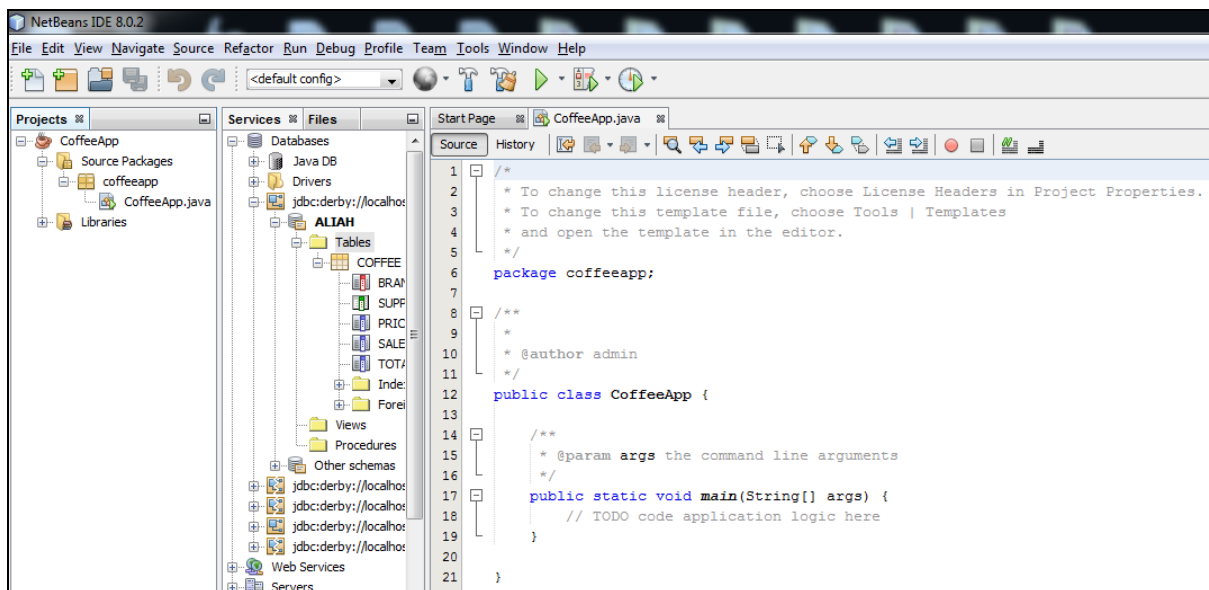 NetBeans IDE 8.0.2
File Edit View Navigate Source Refactor Run Debug Profile Team Tools Window Help
<default config>
Projects
CoffeeApp
Source Packages
coffeeapp
CoffeeApp.java
Libraries
Services Files
Databases
Java DB
Drivers
jdbc:derby://localhos
ALIAH
Tables
COFFEE
BRAN
SUPP
PRIC
SALE
TOTA
Inde
Forei
Views
Procedures
Other schemas
jdbc:derby://localhos
jdbc:derby://localhos
jdbc:derby://localhos
jdbc:derby://localhos
Web Services
Servers
Start Page CoffeeApp.java
Source History
1 /*
2 * To change this license header, choose License Headers in Project Properties.
3 * To change this template file, choose Tools | Templates
4 * and open the template in the editor.
5 */
6 package coffeeapp;
7
8 /**
9 *
10 * @author admin
11 */
12 public class CoffeeApp {
13
14 /**
15 * @param args the command line arguments
16 */
17 public static void main(String[] args) {
18 // TODO code application logic here
19 }
20
21 }